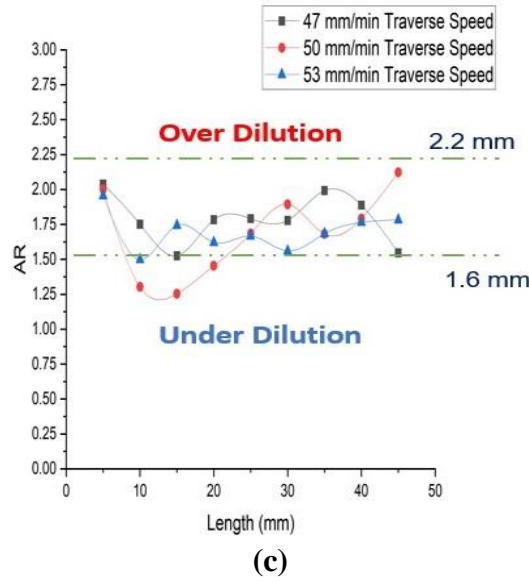 47 mm/min Traverse Speed
50 mm/min Traverse Speed
53 mm/min Traverse Speed
3.00
2.75
2.50
2.25
2.00
1.75
1.50
1.25
1.00
0.75
0.50
0.25
0.00
AR
Over Dilution
2.2 mm
1.6 mm
Under Dilution
0 10 20 30 40 50
Length (mm)
(c)